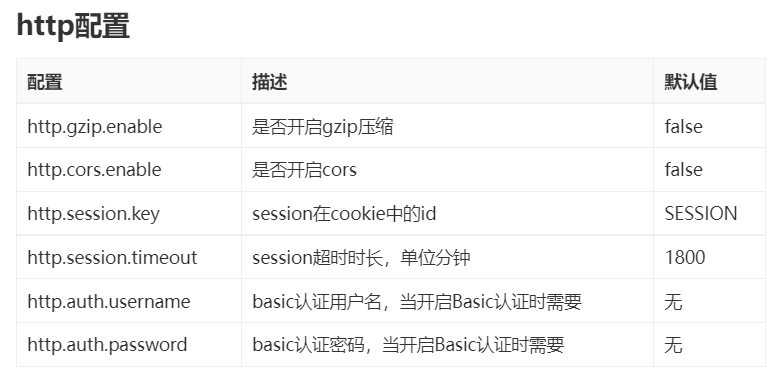 http配置
配置 描述 默认值
http.gzip.enable 是否开启gzip压缩 false
http.cors.enable 是否开启cors false
http.session.key session在cookie中的id SESSION
http.session.timeout session超时时长，单位分钟 1800
http.auth.username basic认证用户名，当开启Basic认证时需要 无
http.auth.password basic认证密码，当开启Basic认证时需要 无